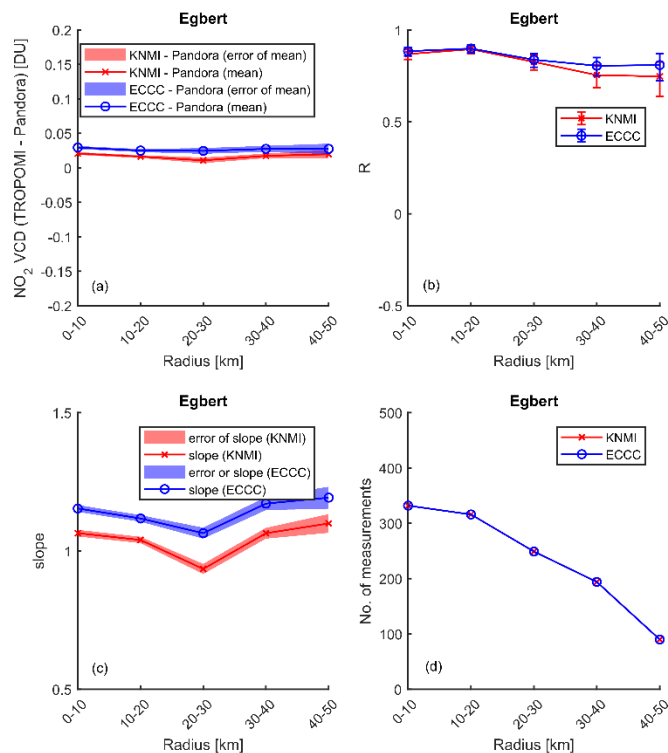 Egbert
0.2
0.15
0.1
0.05
0
-0.05
-0.1
-0.15
-0.2
NO₂ VCD (TROPOMI - Pandora) [DU]
KNMI - Pandora (error of mean)
KNMI - Pandora (mean)
ECCC - Pandora (error of mean)
ECCC - Pandora (mean)
(a)
0-10
10-20
20-30
30-40
40-50
Radius [km]
Egbert
1
0.5
0
-0.5
R
KNMI
ECCC
(b)
0-10
10-20
20-30
30-40
40-50
Radius [km]
Egbert
1.5
1
0.5
slope
error of slope (KNMI)
slope (KNMI)
error or slope (ECCC)
slope (ECCC)
(c)
0-10
10-20
20-30
30-40
40-50
Radius [km]
Egbert
500
400
300
200
100
0
No. of measurements
KNMI
ECCC
(d)
0-10
10-20
20-30
30-40
40-50
Radius [km]